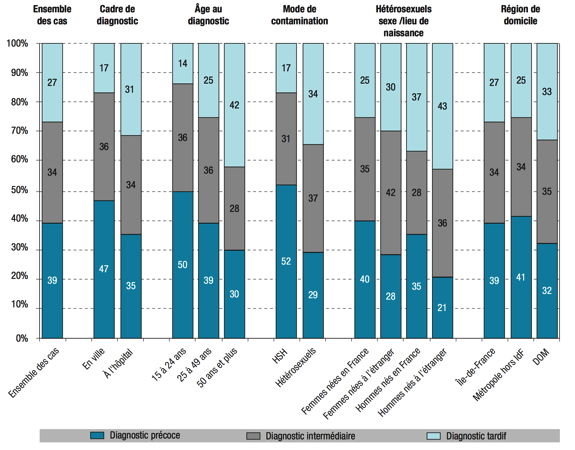 Ensemble
des cas
Cadre de
diagnostic
Âge au
diagnostic
Mode de
contamination
Hétérosexuels
sexe /lieu de
naissance
Région de
domicile
100%
90%
80%
70%
60%
50%
40%
30%
20%
10%
0%
27 17 31 14 25 42 17 34 25 30 37 43 27 25 33
34 36 34 36 36 28 31 37 35 42 28 36 34 34 35
39 47 35 50 39 30 52 29 40 28 35 21 39 41 32
Ensemble des cas
En ville
À l'hôpital
15 à 24 ans
25 à 49 ans
50 ans et plus
HSH
Hétérosexuels
Femmes nées en France
Femmes nées à l'étranger
Hommes nés en France
Hommes nés à l'étranger
Île-de-France
Métropole hors IdF
DOM
Diagnostic précoce
Diagnostic intermédiaire
Diagnostic tardif